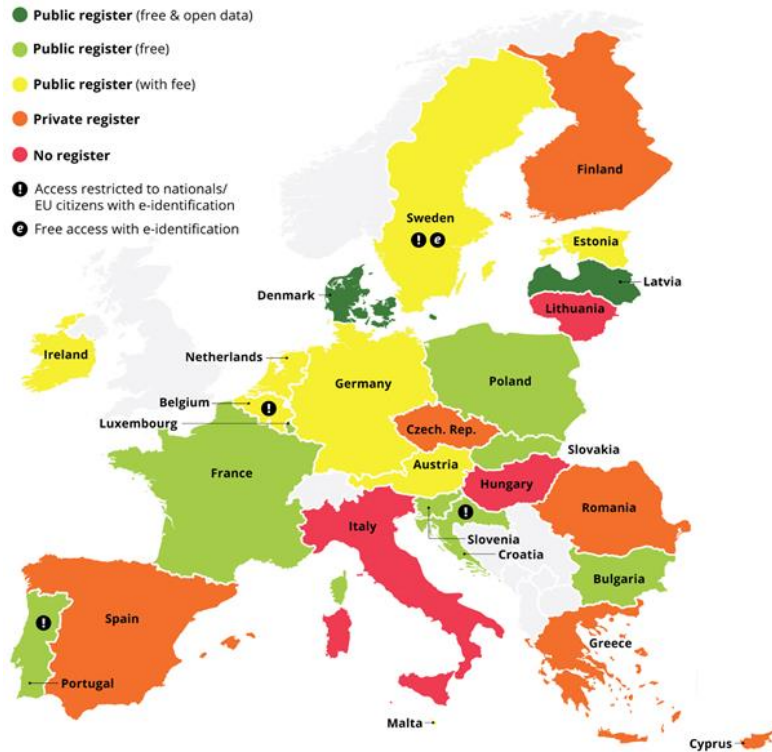 Public register (free & open data)
Public register (free)
Public register (with fee)
Private register
No register
! Access restricted to nationals/
EU citizens with e-identification
e Free access with e-identification
Finland
Sweden
! e
Estonia
Latvia
Denmark
Lithuania
Ireland
Netherlands
Germany
Poland
Belgium
!
Luxembourg
Czech. Rep.
Slovakia
France
Austria
Hungary
Romania
!
Italy
Slovenia
Croatia
Bulgaria
Spain
!
Greece
Portugal
Malta
Cyprus